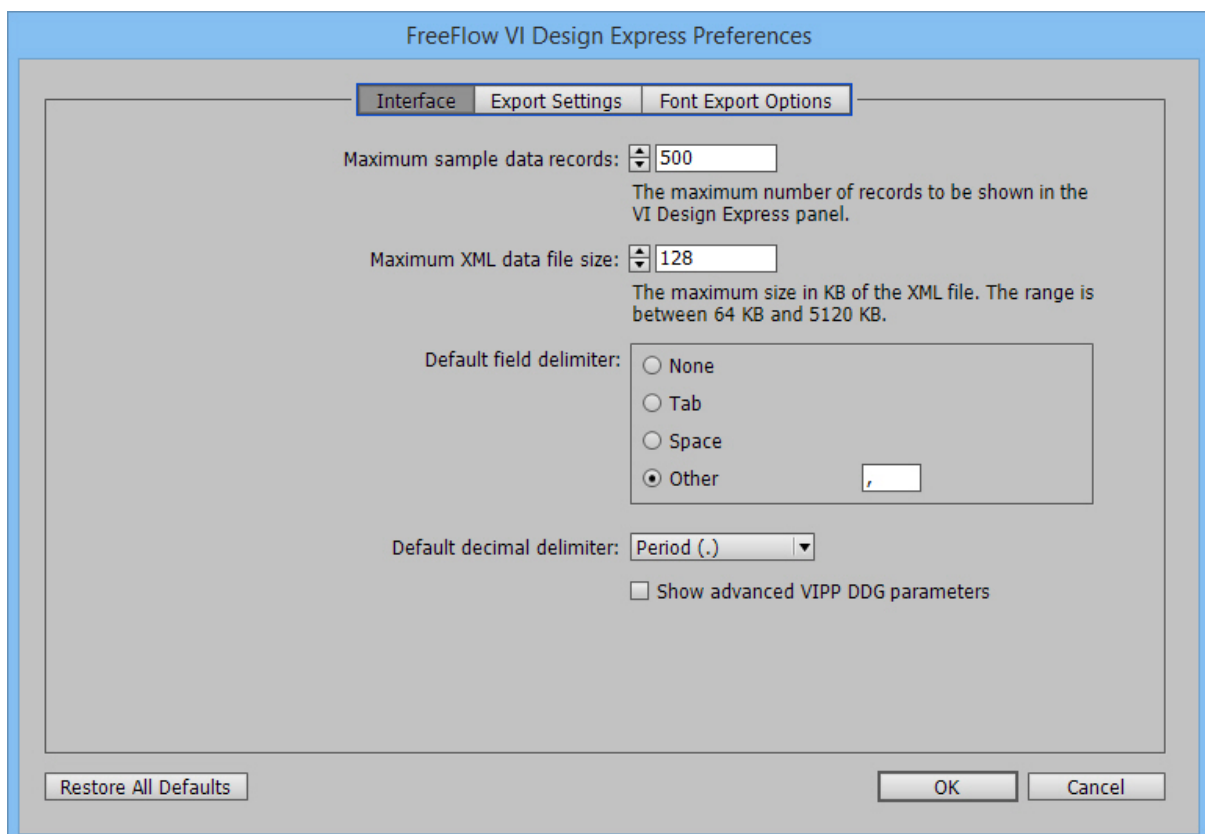 FreeFlow VI Design Express Preferences
Interface Export Settings Font Export Options
Maximum sample data records: 500
The maximum number of records to be shown in the
VI Design Express panel.
Maximum XML data file size: 128
The maximum size in KB of the XML file. The range is
between 64 KB and 5120 KB.
Default field delimiter: None
Tab
Space
Other ,
Default decimal delimiter: Period (.)
Show advanced VIPP DDG parameters
Restore All Defaults OK Cancel